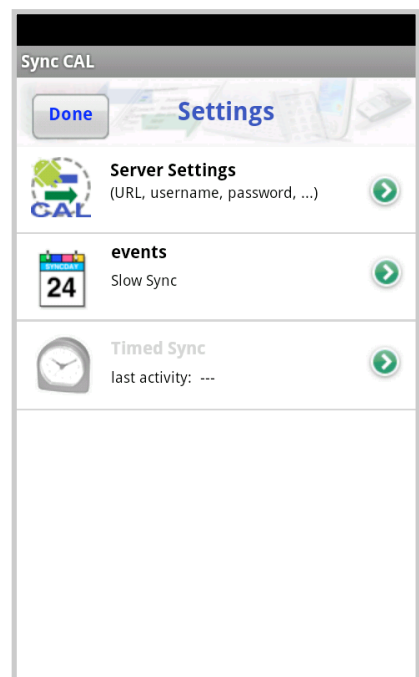 Sync CAL
Done
Settings
Server Settings
(URL, username, password, ...)
CAL
events
SYNCDAY
24
Slow Sync
Timed Sync
last activity: ---